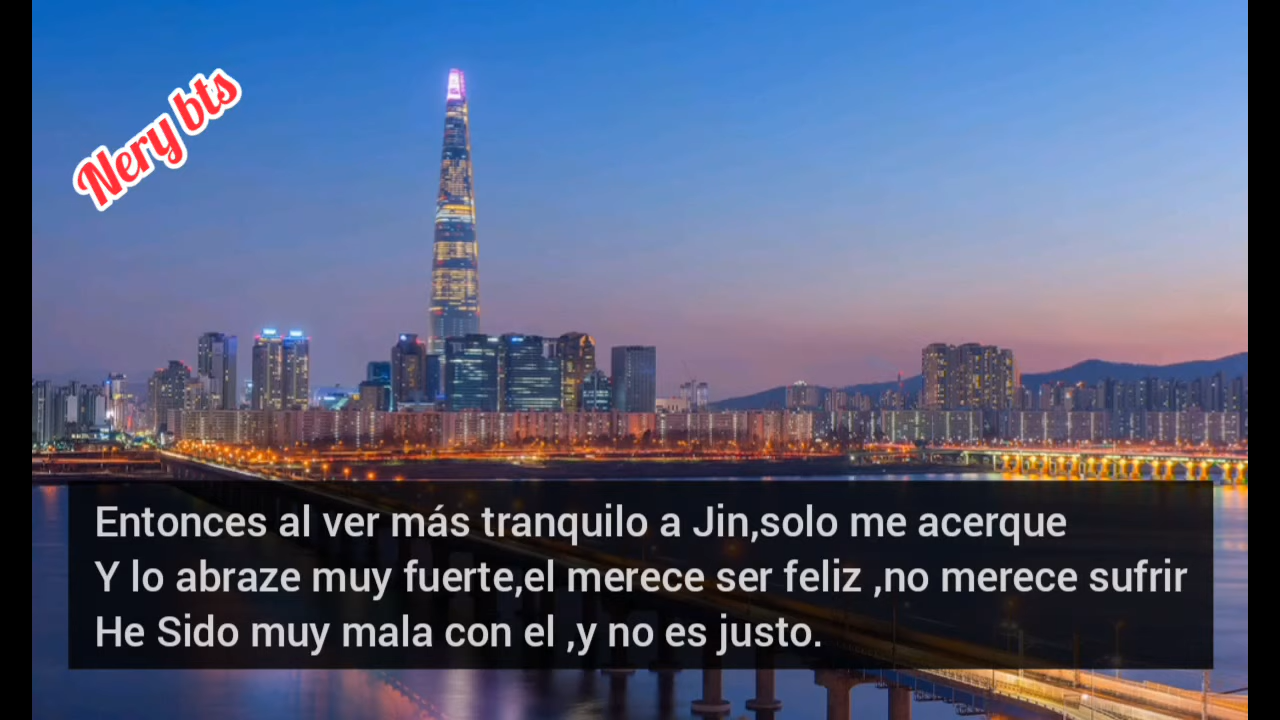 Nery bts
Entonces al ver más tranquilo a Jin,solo me acerque
Y lo abraze muy fuerte,el merece ser feliz ,no merece sufrir
He Sido muy mala con el ,y no es justo.